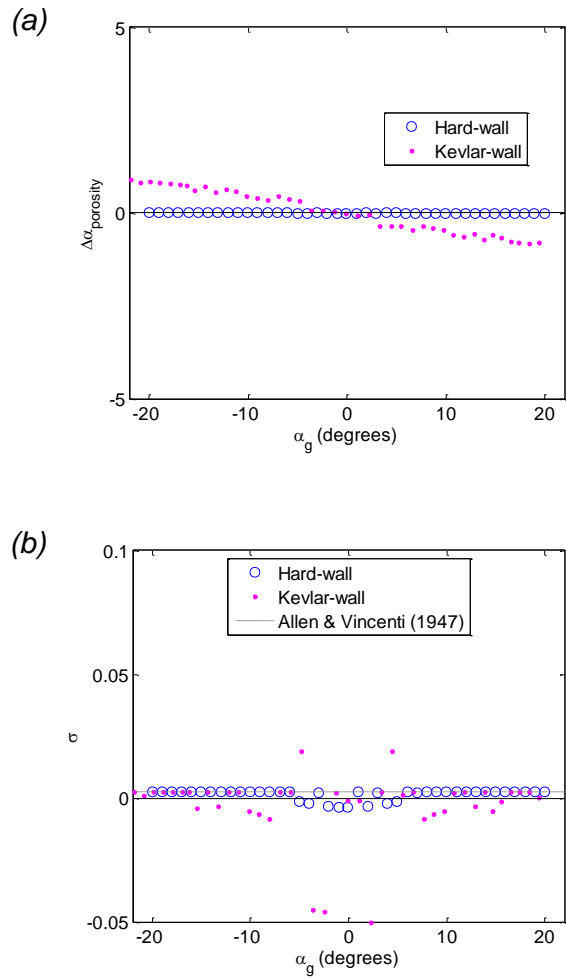 (a)
5
Hard-wall
Kevlar-wall
0
Δα_porosity
-5
-20 -10 0 10 20
α_g (degrees)
(b)
0.1
Hard-wall
Kevlar-wall
Allen & Vincenti (1947)
0.05
σ
0
-0.05
-20 -10 0 10 20
α_g (degrees)